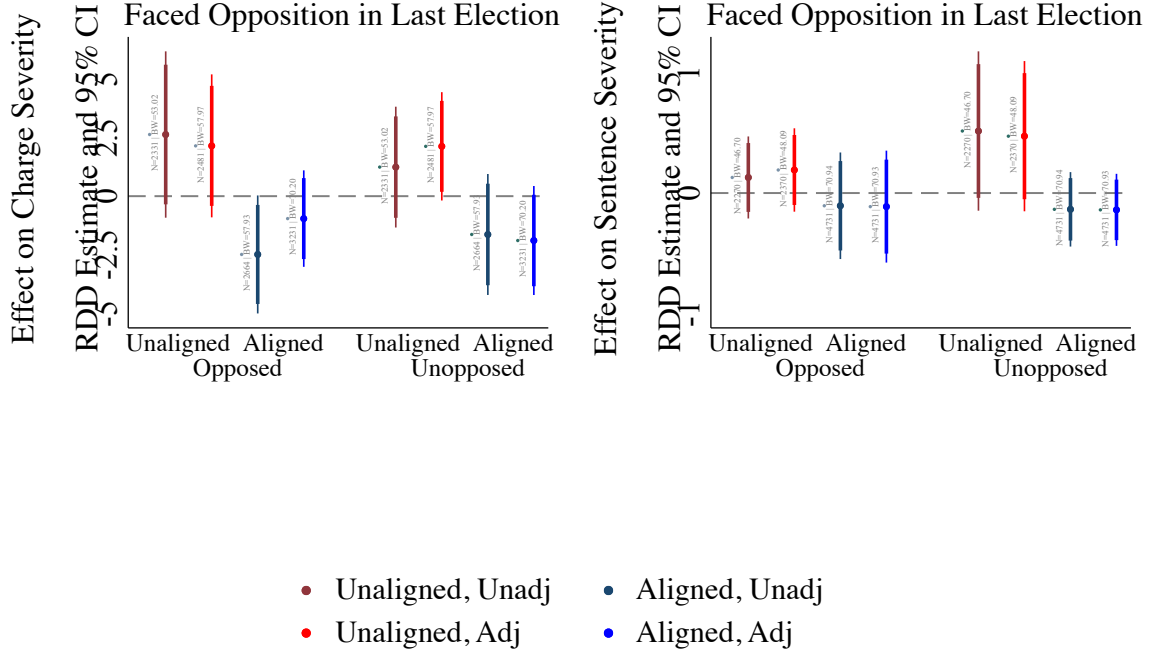 Faced Opposition in Last Election
Effect on Charge Severity
RDD Estimate and 95% CI
5
2.5
0
-2.5
-5
N=2331 | BW=53.02
N=2481 | BW=57.97
N=2664 | BW=57.93
N=3231 | BW=70.20
N=2331 | BW=53.02
N=2481 | BW=57.97
N=2664 | BW=57.93
N=3231 | BW=70.20
Unaligned Aligned Unaligned Aligned
Opposed Unopposed
Faced Opposition in Last Election
Effect on Sentence Severity
RDD Estimate and 95% CI
1
0
-1
N=2270 | BW=46.70
N=2370 | BW=48.09
N=4731 | BW=70.94
N=4731 | BW=70.93
N=2270 | BW=46.70
N=2370 | BW=48.09
N=4731 | BW=70.94
N=4731 | BW=70.93
Unaligned Aligned Unaligned Aligned
Opposed Unopposed
Unaligned, Unadj Aligned, Unadj
Unaligned, Adj Aligned, Adj